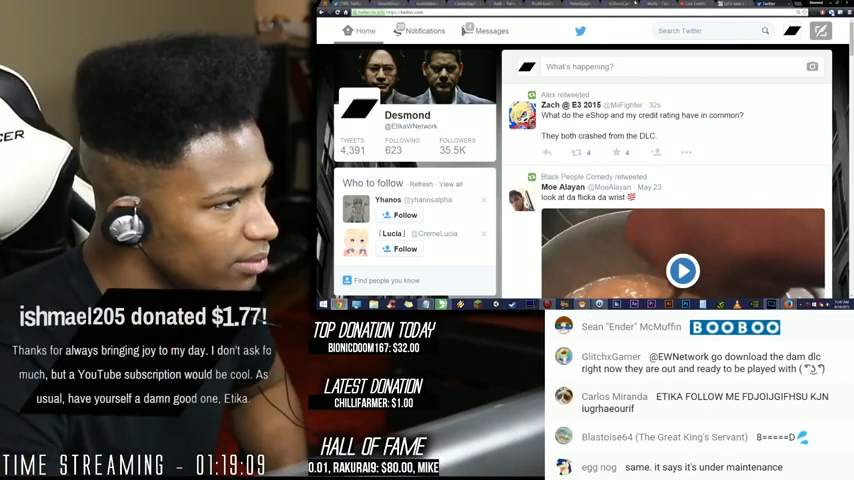 Home
Notifications
Messages
Search Twitter
Desmond
@EtikaWNetwork
TWEETS FOLLOWING FOLLOWERS
4,391 623 35.5K
Who to follow · Refresh · View all
Yhanos @yhanosalpha
Follow
「Lucia」 @CremeLucia
Follow
Find people you know
What's happening?
Alex retweeted
Zach @ E3 2015 @MiiFighter · 32s
What do the eShop and my credit rating have in common?
They both crashed from the DLC.
4 4
Black People Comedy retweeted
Moe Alayan @MoeAlayan · May 23
look at da flicka da wrist 💯
ishmael205 donated $1.77!
Thanks for always bringing joy to my day. I don't ask fo
much, but a YouTube subscription would be cool. As
usual, have yourself a damn good one, Etika.
TIME STREAMING - 01:19:09
TOP DONATION TODAY
BIONICDOOM167: $32.00
LATEST DONATION
CHILLIFARMER: $1.00
HALL OF FAME
0.01, RAKURAI9: $80.00, MIKE
Sean "Ender" McMuffin BOOBOO
GlitchxGamer @EWNetwork go download the dam dlc
right now they are out and ready to be played with ( ͡° ͜ʖ ͡°)
Carlos Miranda ETIKA FOLLOW ME FDJOIJGIFHSU KJN
iugrhaeourif
Blastoise64 (The Great King's Servant) 8=====D💦
egg nog same. it says it's under maintenance